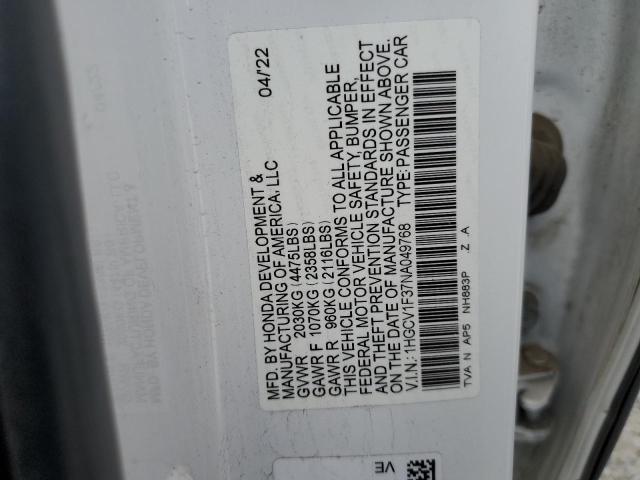 MFD. BY HONDA DEVELOPMENT & 04/22
MANUFACTURING OF AMERICA, LLC
GVWR 2030KG (4475LBS)
GAWR F 1070KG (2358LBS)
GAWR R 960KG (2116LBS)
THIS VEHICLE CONFORMS TO ALL APPLICABLE
FEDERAL MOTOR VEHICLE SAFETY, BUMPER,
AND THEFT PREVENTION STANDARDS IN EFFECT
ON THE DATE OF MANUFACTURE SHOWN ABOVE.
V.I.N.: 1HGCV1F37NA049768 TYPE: PASSENGER CAR
TVA N AP5 NH883P .Z .A
VE